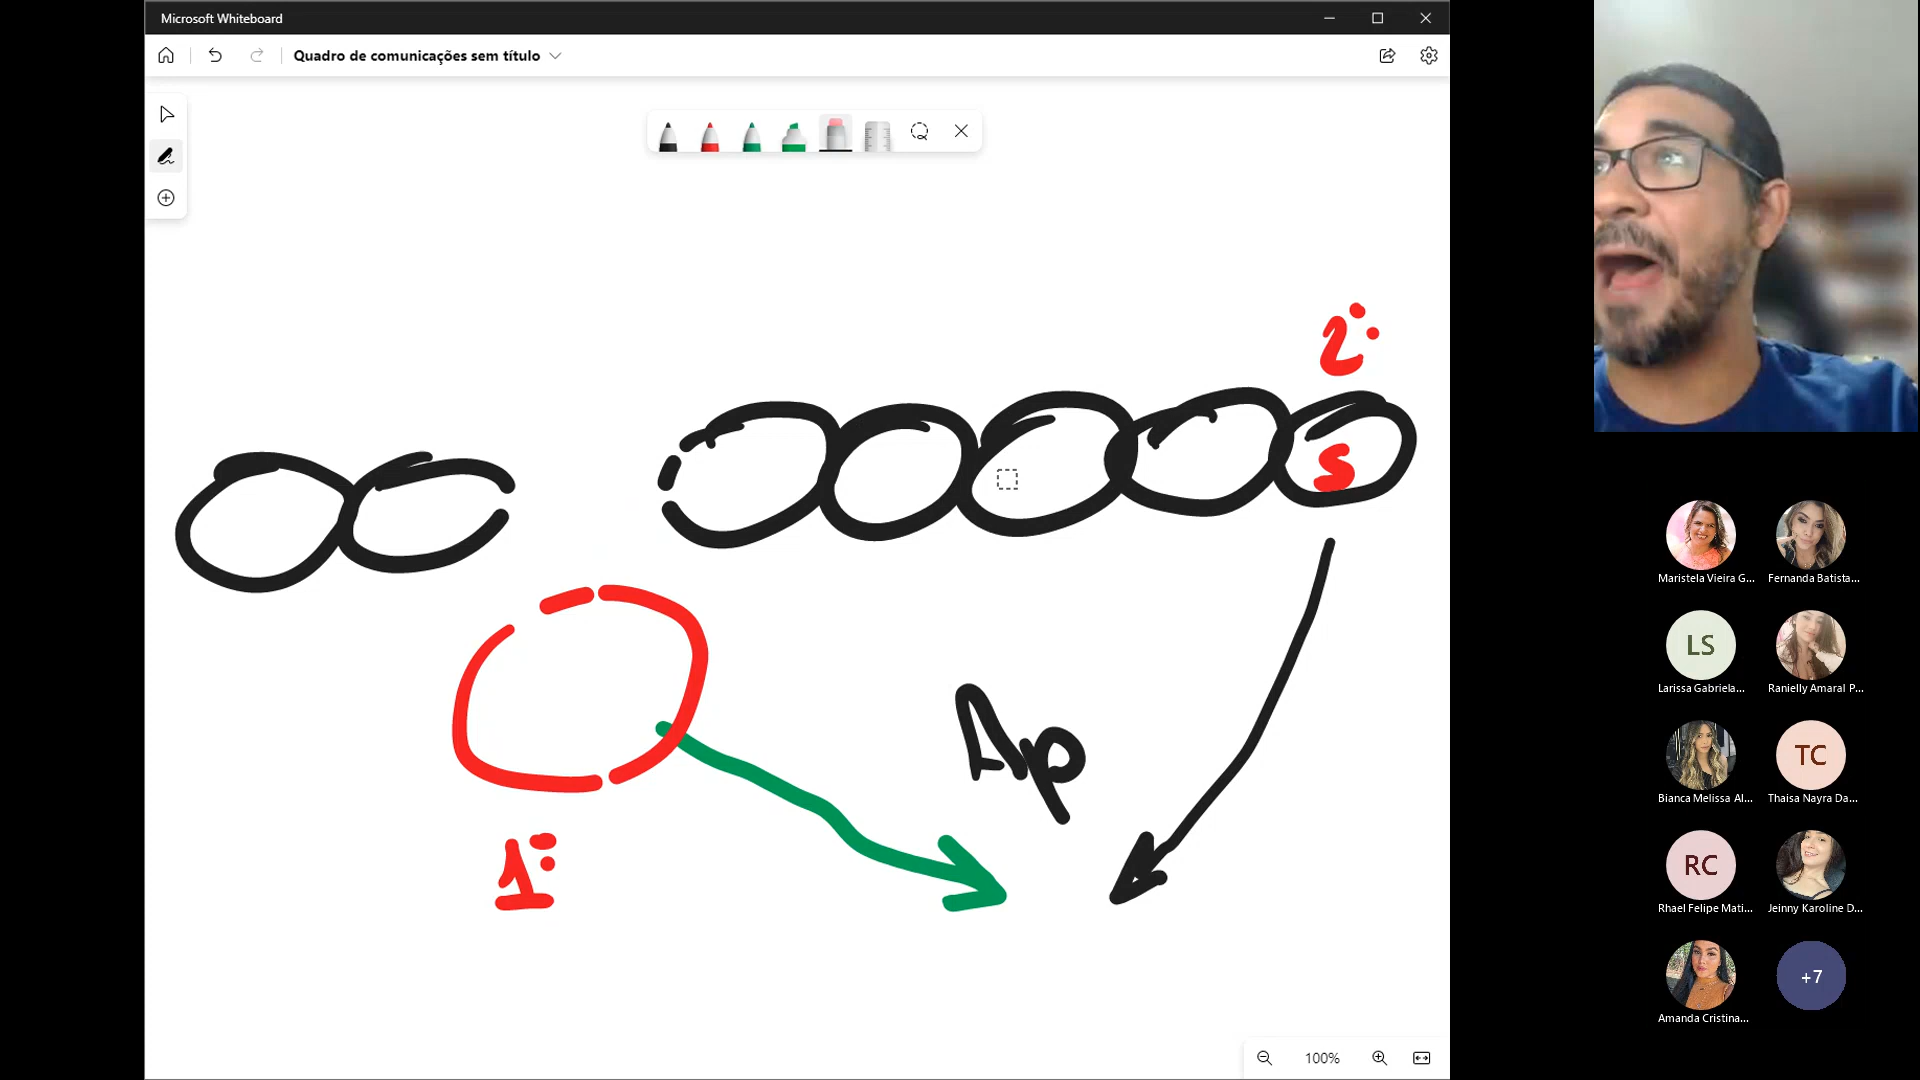 Microsoft Whiteboard
Quadro de comunicações sem título
2:
S
Ap
1:
100%
Maristela Vieira G...
Fernanda Batista...
LS
Larissa Gabriela...
Ranielly Amaral P...
Bianca Melissa Al...
TC
Thaisa Nayra Da...
RC
Rhael Felipe Mati...
Jeinny Karoline D...
Amanda Cristina...
+7